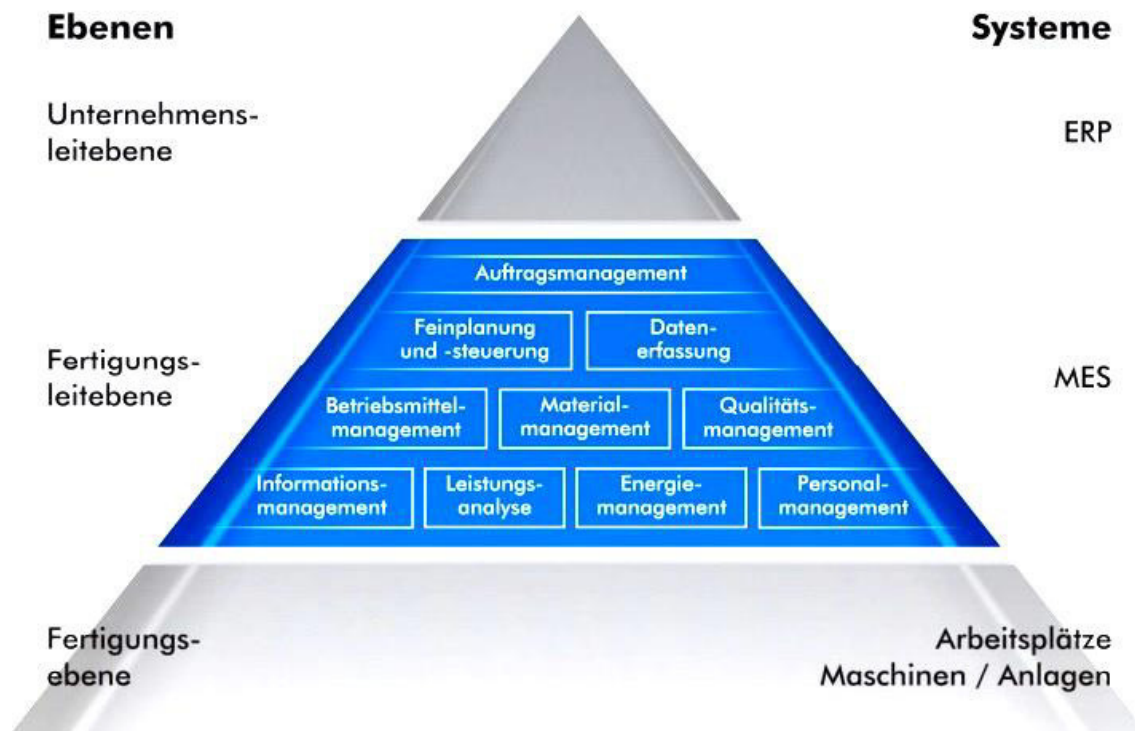 Ebenen
Systeme
Unternehmens-
leitebene
ERP
Auftragsmanagement
Feinplanung
und -steuerung
Daten-
erfassung
Fertigungs-
leitebene
MES
Betriebsmittel-
management
Material-
management
Qualitäts-
management
Informations-
management
Leistungs-
analyse
Energie-
management
Personal-
management
Fertigungs-
ebene
Arbeitsplätze
Maschinen / Anlagen